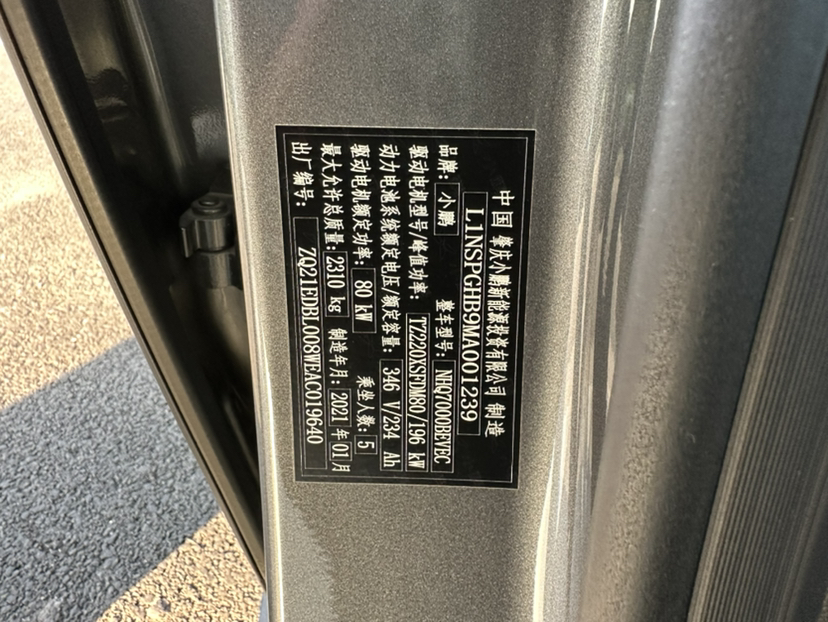 中国 肇庆小鹏新能源投资有限公司 制造
L1NSPGHB9MA001239
品牌：小鹏 整车型号：NHQ7000BEVEC
驱动电机型号/峰值功率：TZ220XSFDM80/196 kW
动力电池系统额定电压/额定容量：346 V/234 Ah
驱动电机额定功率：80 kW 乘坐人数：5
最大允许总质量：2310 kg 制造年月：2021 年 01 月
出厂编号：ZQ21EDBL008WEAC019640